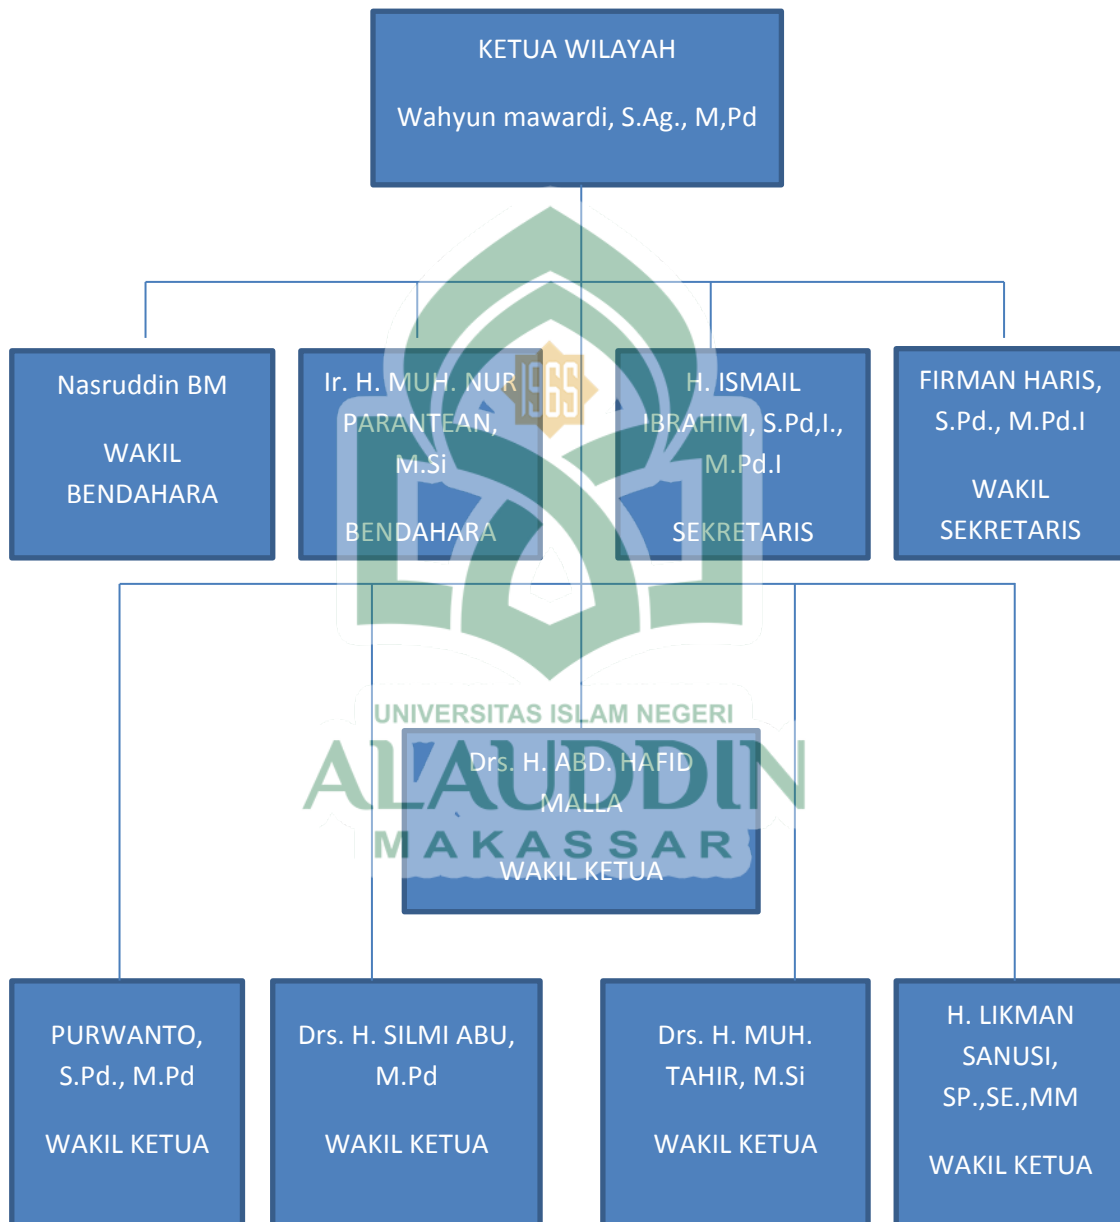 KETUA WILAYAH
Wahyun mawardi, S.Ag., M,Pd
Nasruddin BM
WAKIL
BENDAHARA
Ir. H. MUH. NUR
PARANTEAN,
M.Si
BENDAHARA
H. ISMAIL
IBRAHIM, S.Pd,I.,
M.Pd.I
SEKRETARIS
FIRMAN HARIS,
S.Pd., M.Pd.I
WAKIL
SEKRETARIS
1965
UNIVERSITAS ISLAM NEGERI
ALAUDDIN
MAKASSAR
Drs. H. ABD. HAFID
MALLA
WAKIL KETUA
PURWANTO,
S.Pd., M.Pd
WAKIL KETUA
Drs. H. SILMI ABU,
M.Pd
WAKIL KETUA
Drs. H. MUH.
TAHIR, M.Si
WAKIL KETUA
H. LIKMAN
SANUSI,
SP.,SE.,MM
WAKIL KETUA